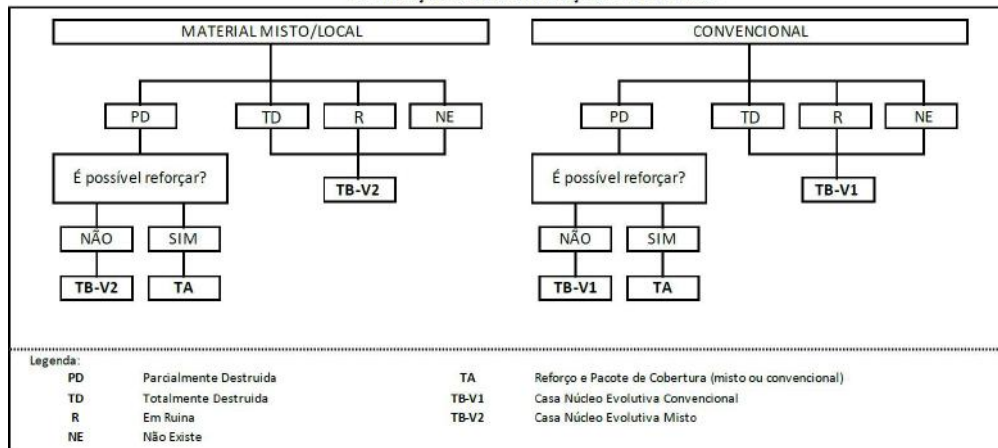 MATERIAL MISTO/LOCAL
CONVENCIONAL
PD
TD
R
NE
PD
TD
R
NE
É possível reforçar?
TB-V2
É possível reforçar?
TB-V1
NÃO
SIM
NÃO
SIM
TB-V2
TA
TB-V1
TA
Legenda:
PD Parcialmente Destruida
TA Reforço e Pacote de Cobertura (misto ou convencional)
TD Totalmente Destruida
TB-V1 Casa Núcleo Evolutiva Convencional
R Em Ruina
TB-V2 Casa Núcleo Evolutiva Misto
NE Não Existe